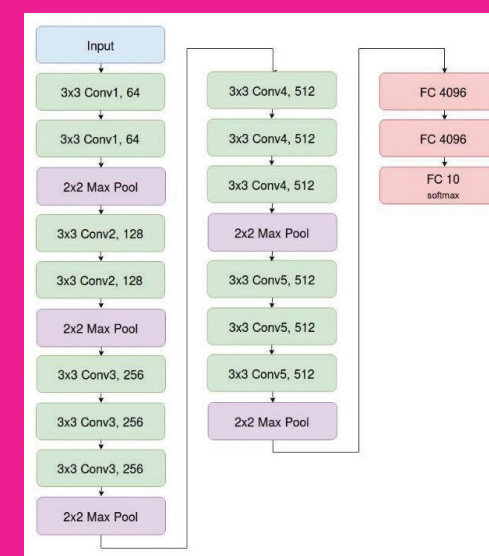 Input
3x3 Conv1, 64
3x3 Conv1, 64
2x2 Max Pool
3x3 Conv2, 128
3x3 Conv2, 128
2x2 Max Pool
3x3 Conv3, 256
3x3 Conv3, 256
3x3 Conv3, 256
2x2 Max Pool
3x3 Conv4, 512
3x3 Conv4, 512
3x3 Conv4, 512
2x2 Max Pool
3x3 Conv5, 512
3x3 Conv5, 512
3x3 Conv5, 512
2x2 Max Pool
FC 4096
FC 4096
FC 10
softmax